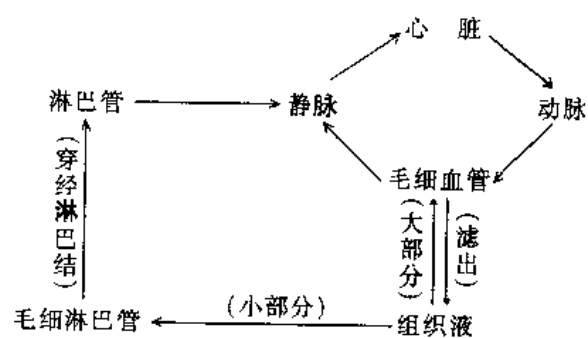 心 脏
淋巴管
静脉
动脉
(穿经淋巴结)
毛细血管
(大部分)
(滤出)
毛细淋巴管
(小部分)
组织液